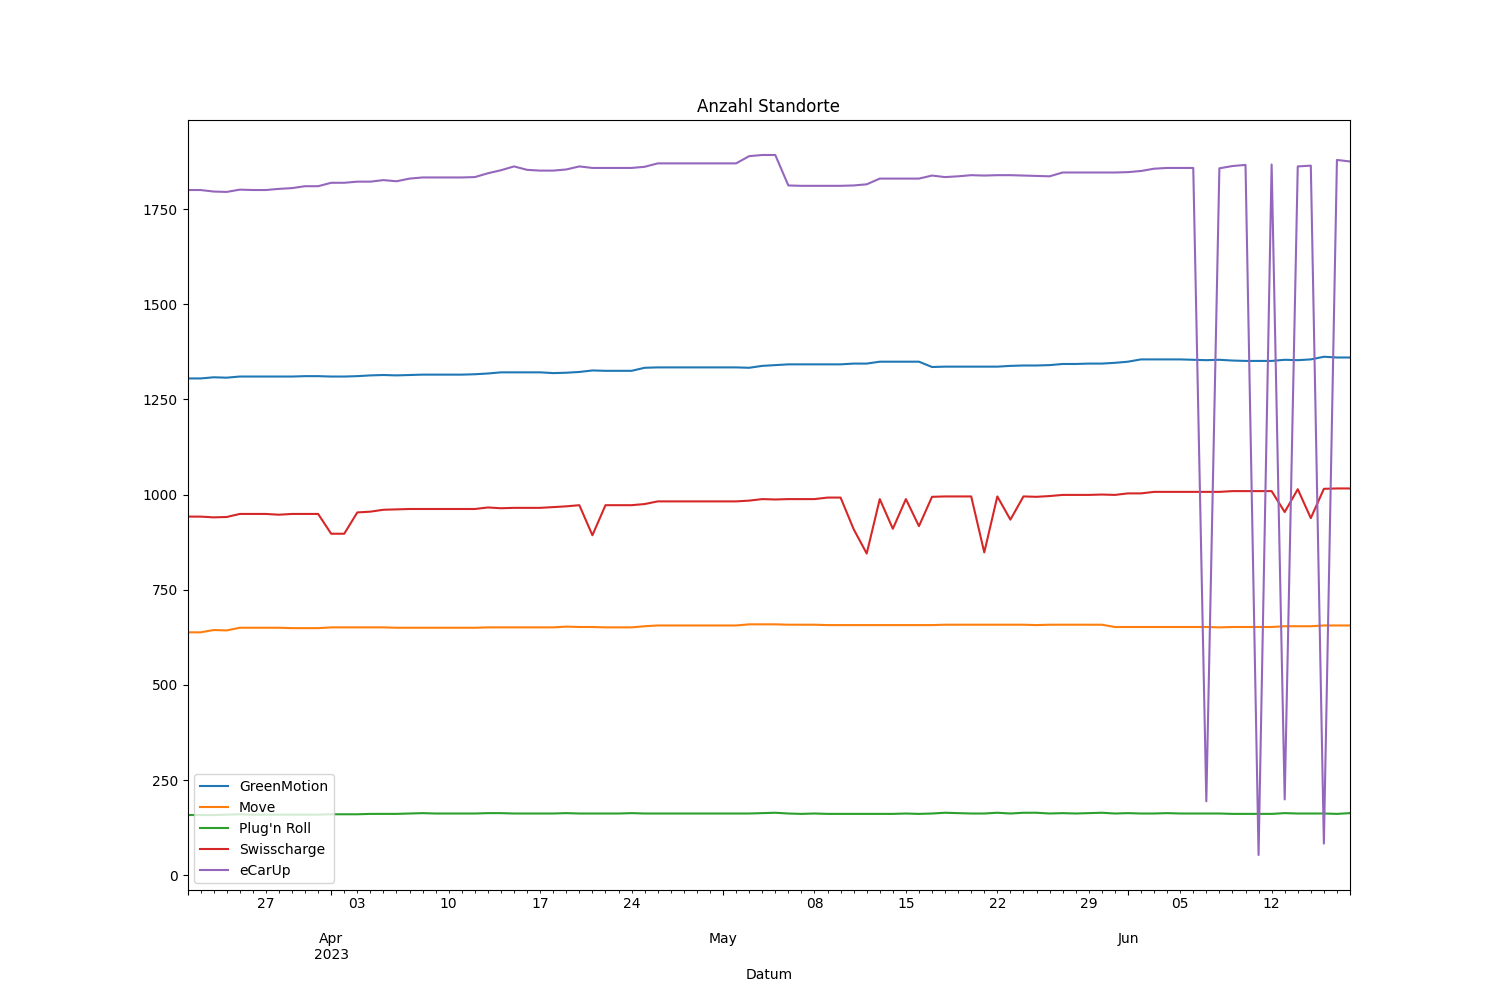 Anzahl Standorte
1750
1500
1250
1000
750
500
250
0
GreenMotion
Move
Plug'n Roll
Swisscharge
eCarUp
27 03 10 17 24 08 15 22 29 05 12
Apr May Jun
2023
Datum